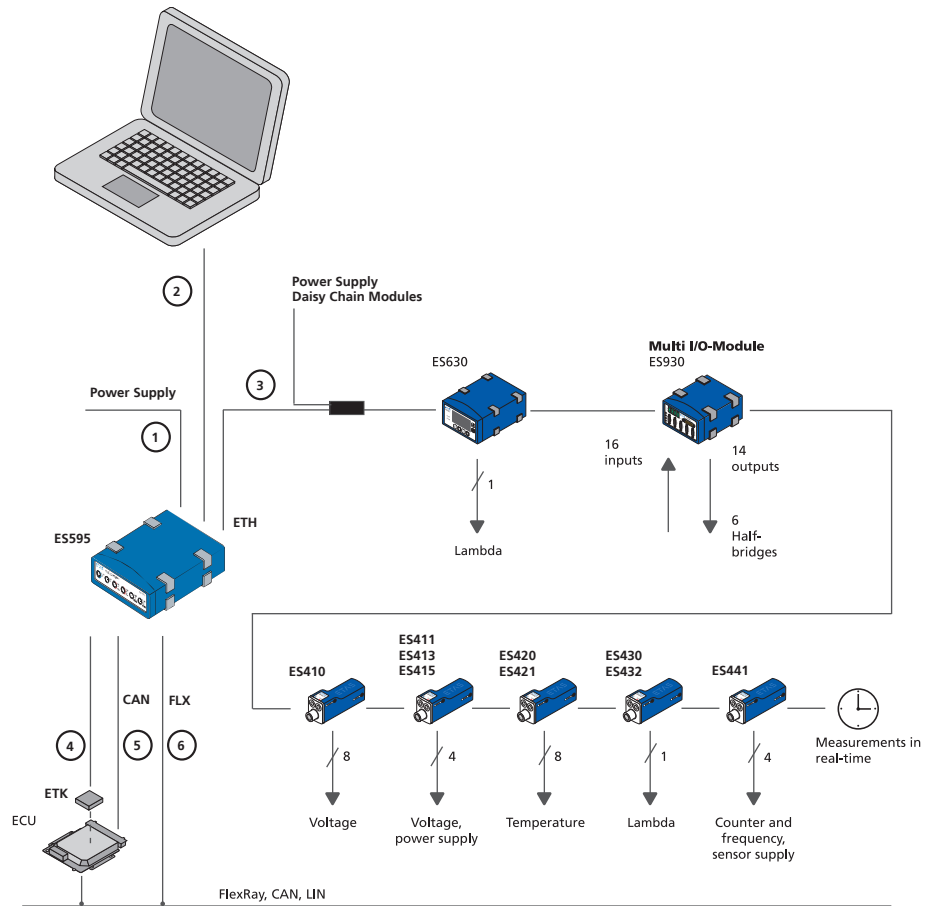 2
Power Supply
Daisy Chain Modules
3
Power Supply
1
ES630
Multi I/O-Module
ES930
16
inputs
14
outputs
1
Lambda
6
Half-
bridges
ETH
ES595
CAN
FLX
4
5
6
ETK
ECU
FlexRay, CAN, LIN
ES410
ES411
ES413
ES415
ES420
ES421
ES430
ES432
ES441
8
4
8
1
4
Voltage
Voltage,
power supply
Temperature
Lambda
Counter and
frequency,
sensor supply
Measurements in
real-time